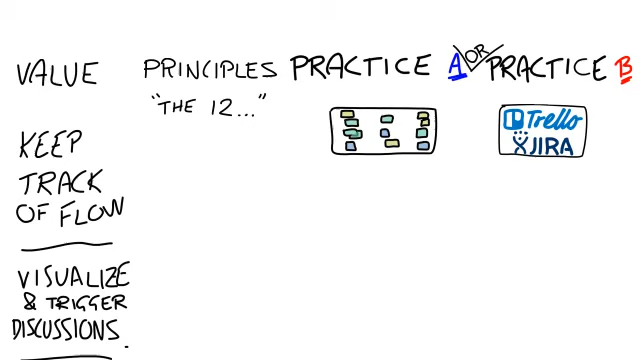 VALUE PRINCIPLES PRACTICE A OR PRACTICE B
"THE 12..."
Trello
JIRA
KEEP
TRACK
OF FLOW
VISUALIZE
& TRIGGER
DISCUSSIONS